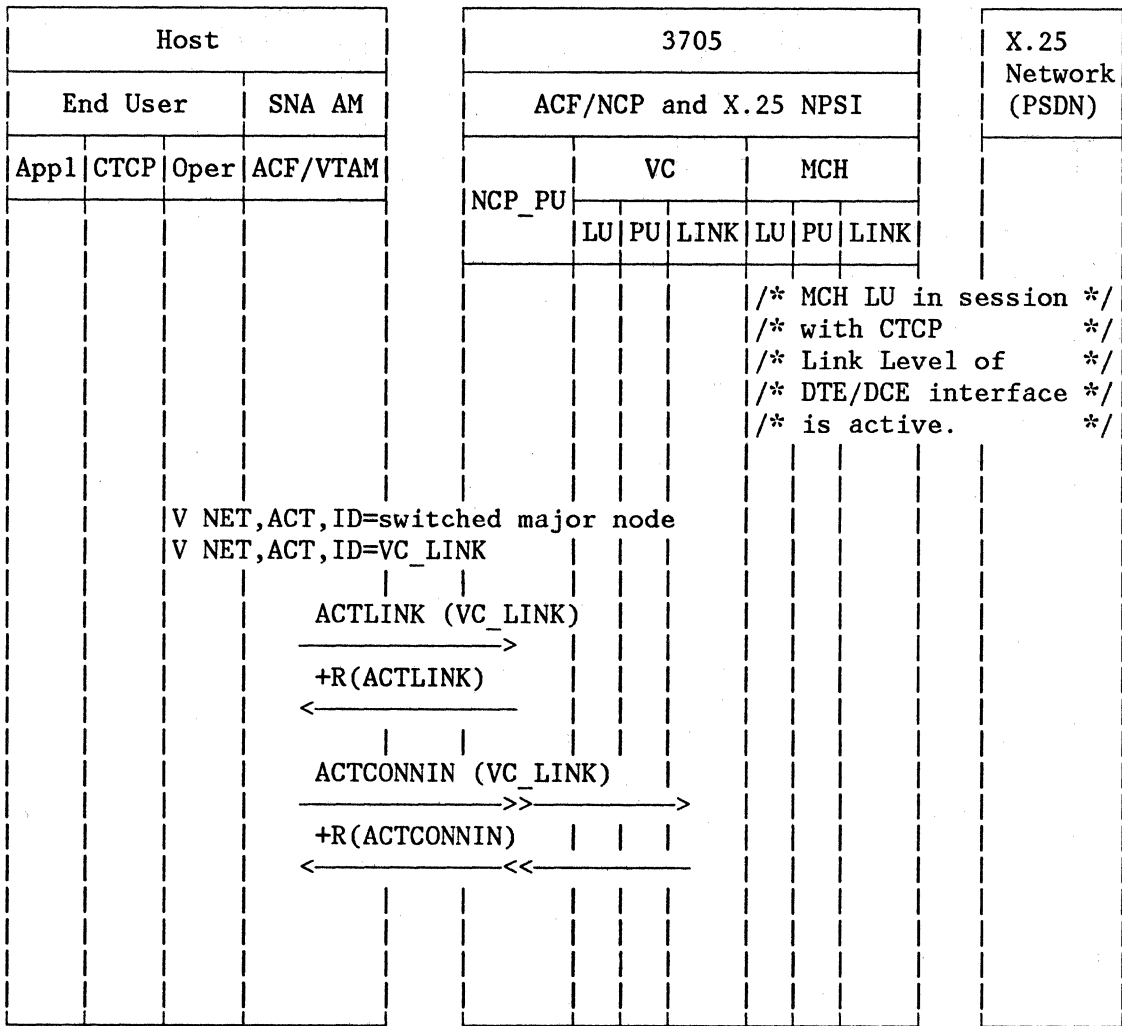 Host 3705 X.25
Network
End User SNA AM ACF/NCP and X.25 NPSI (PSDN)
Appl CTCP Oper ACF/VTAM VC MCH
NCP_PU
LU PU LINK LU PU LINK
/* MCH LU in session */
/* with CTCP */
/* Link Level of */
/* DTE/DCE interface */
/* is active. */
V NET,ACT,ID=switched major node
V NET,ACT,ID=VC_LINK
ACTLINK (VC_LINK)
+R(ACTLINK)
ACTCONNIN (VC_LINK)
+R(ACTCONNIN)